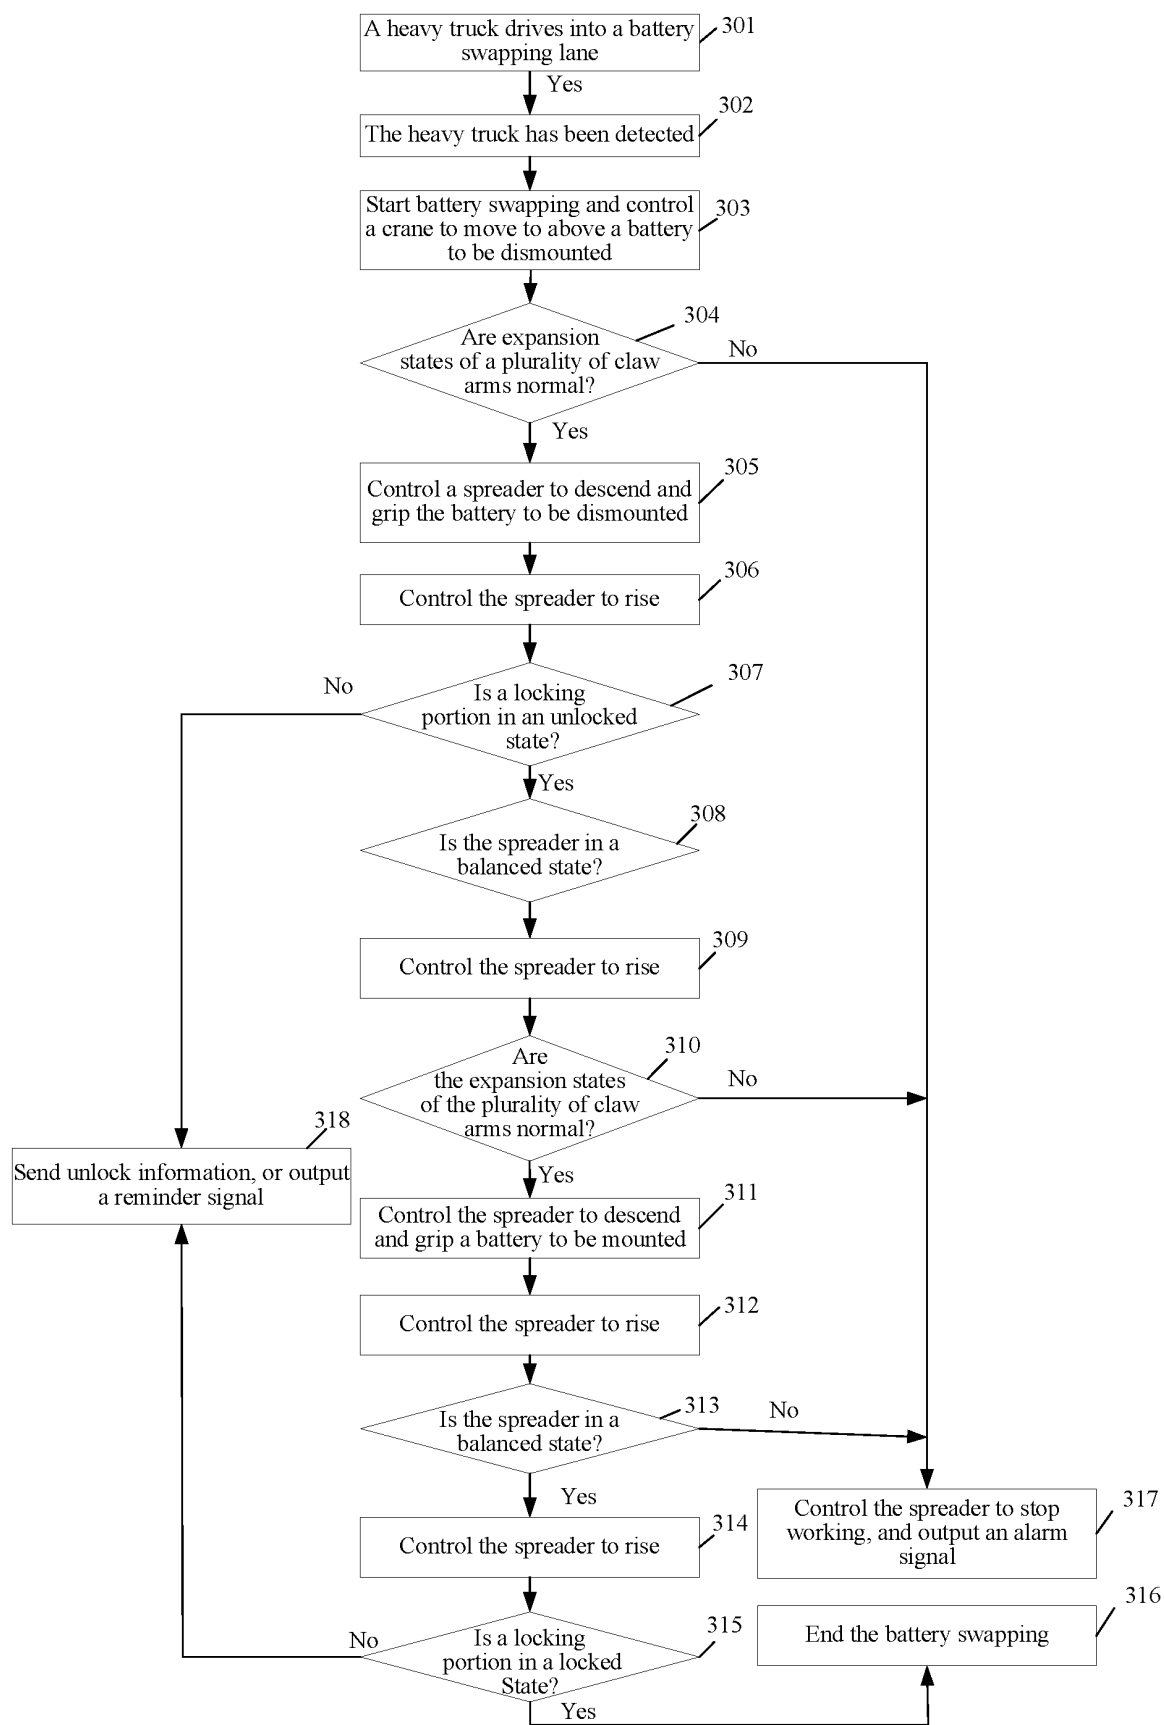 A heavy truck drives into a battery
swapping lane
301
Yes
302
The heavy truck has been detected
Start battery swapping and control
a crane to move to above a battery
to be dismounted
303
304
Are expansion
states of a plurality of claw
arms normal?
No
Yes
305
Control a spreader to descend and
grip the battery to be dismounted
306
Control the spreader to rise
307
No
Is a locking
portion in an unlocked
state?
Yes
308
Is the spreader in a
balanced state?
309
Control the spreader to rise
310
Are
the expansion states
of the plurality of claw
arms normal?
No
318
Send unlock information, or output
a reminder signal
Yes
311
Control the spreader to descend
and grip a battery to be mounted
312
Control the spreader to rise
313
Is the spreader in a
balanced state?
No
Yes
317
Control the spreader to stop
working, and output an alarm
signal
314
Control the spreader to rise
316
End the battery swapping
315
No
Is a locking
portion in a locked
State?
Yes